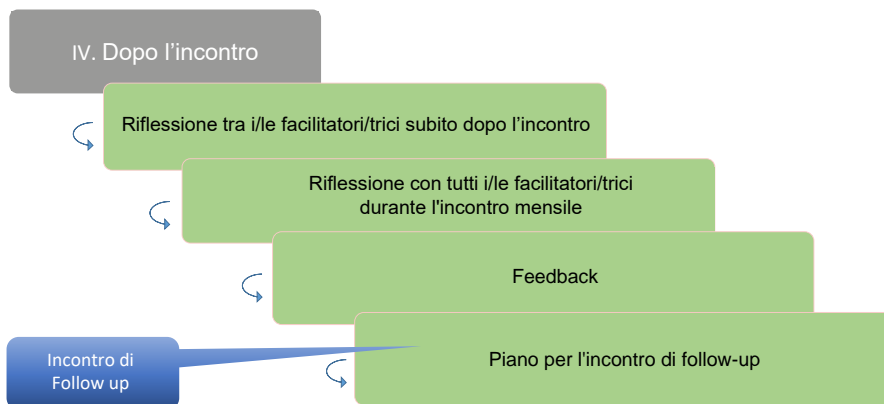 IV. Dopo l'incontro
Riflessione tra i/le facilitatori/trici subito dopo l'incontro
Riflessione con tutti i/le facilitatori/trici
durante l'incontro mensile
Feedback
Piano per l'incontro di follow-up
Incontro di
Follow up